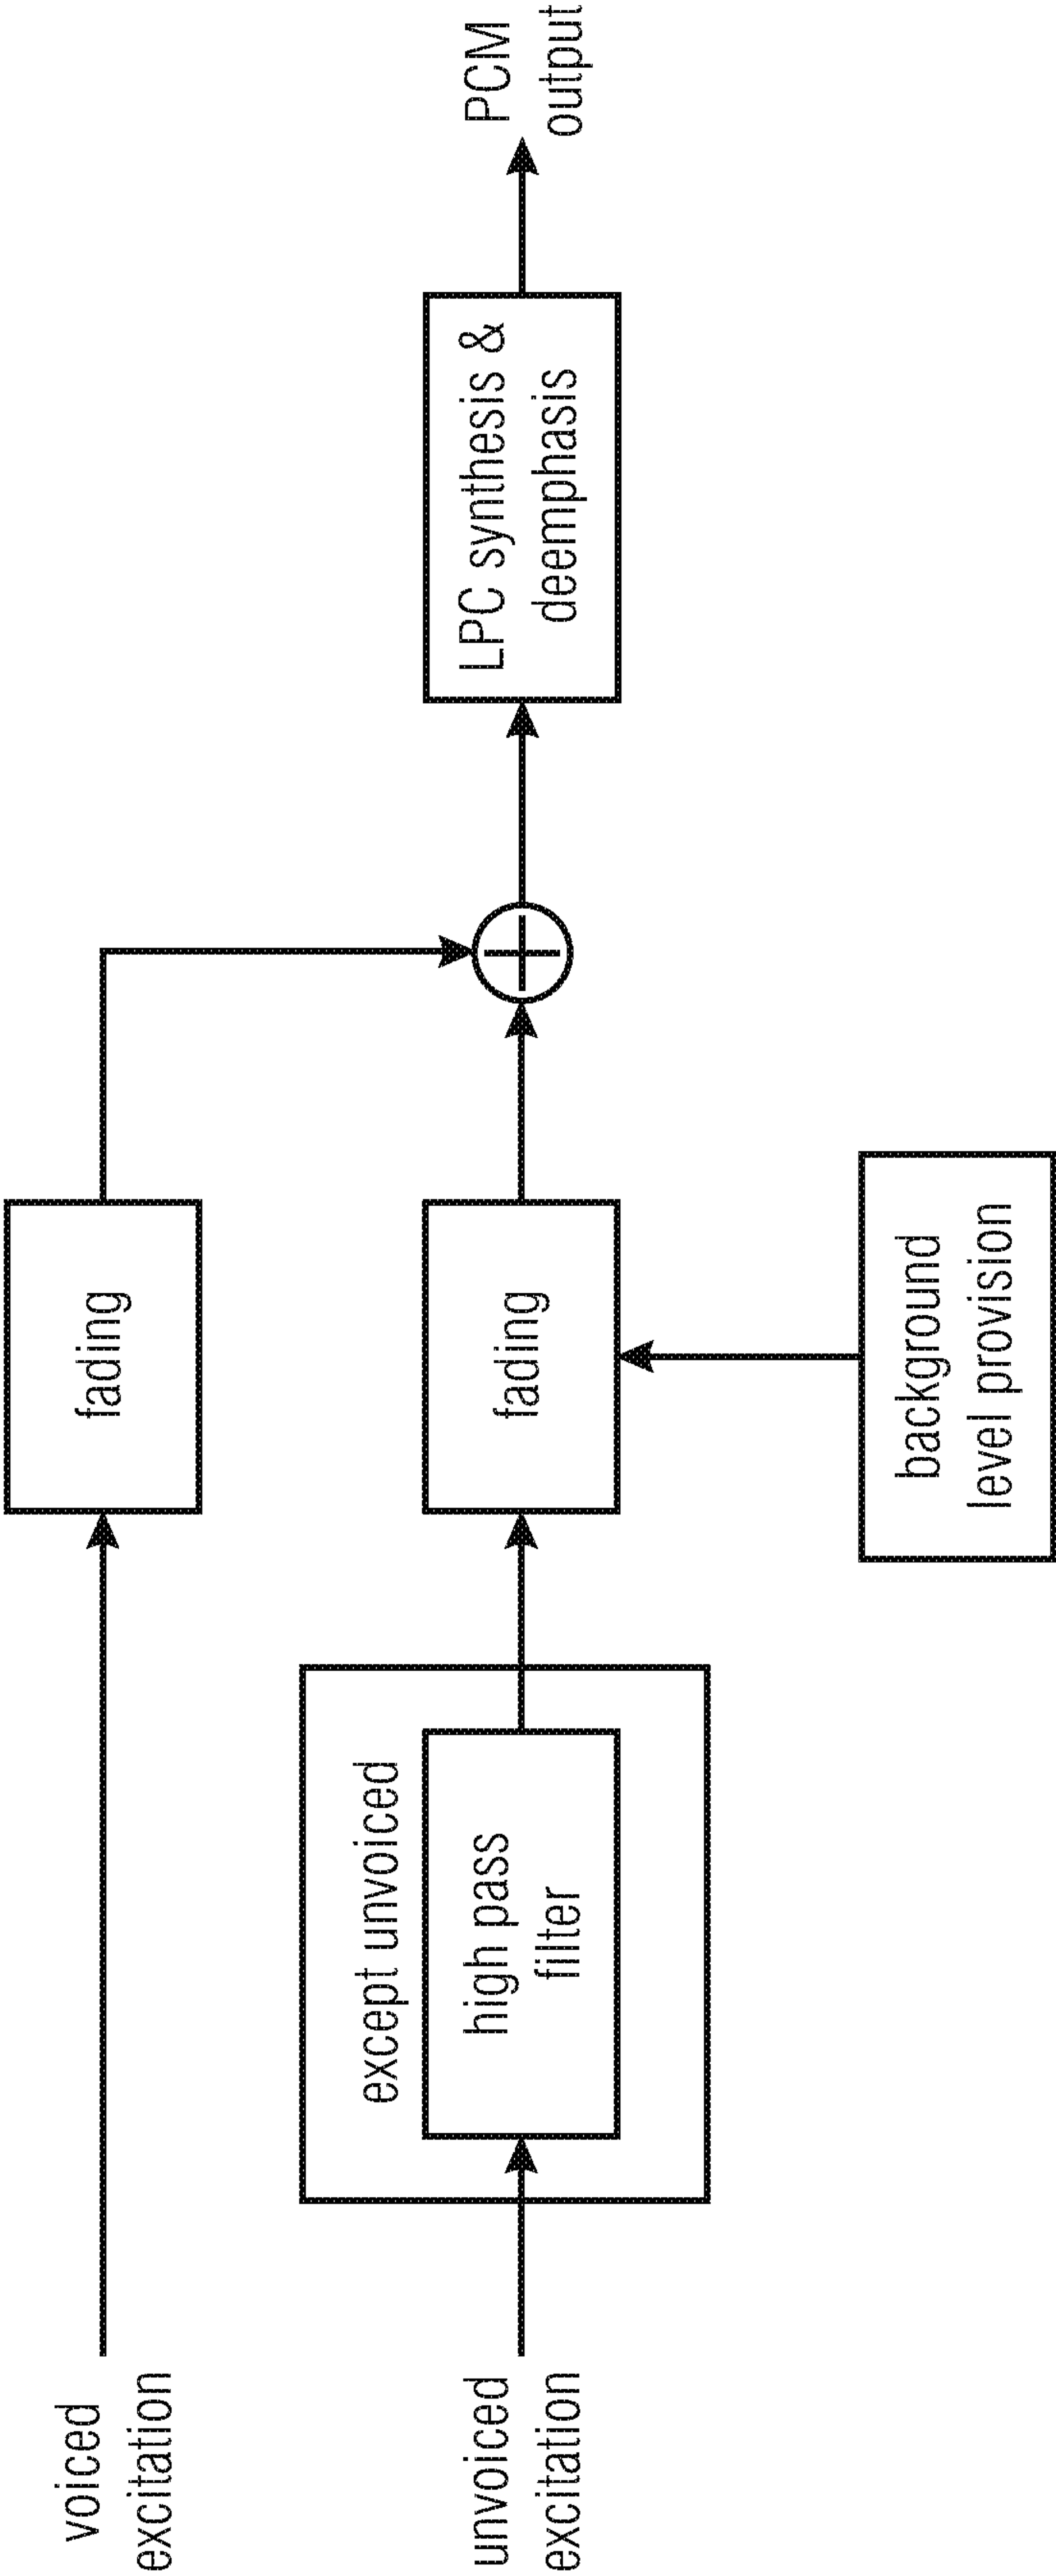 voiced
excitation
fading
unvoiced
excitation
except unvoiced
high pass
filter
fading
background
level provision
LPC synthesis &
deemphasis
PCM
output